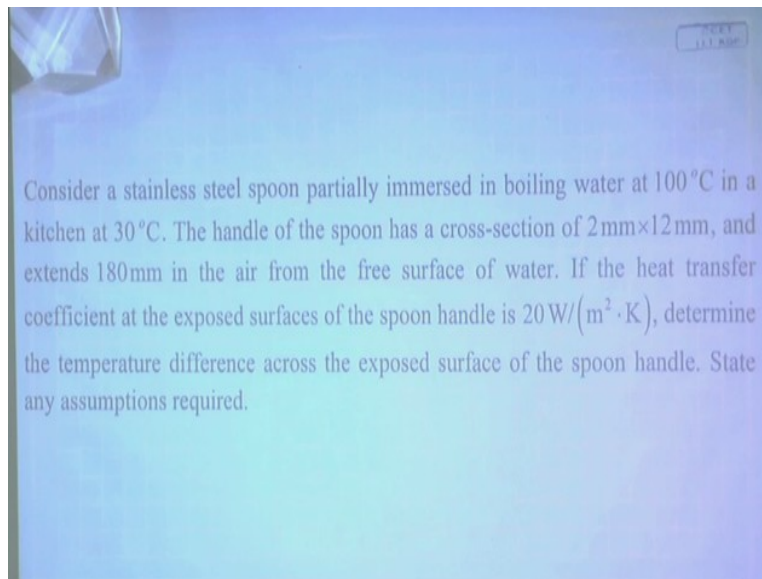 Consider a stainless steel spoon partially immersed in boiling water at 100°C in a
kitchen at 30°C. The handle of the spoon has a cross-section of 2mm×12mm, and
extends 180mm in the air from the free surface of water. If the heat transfer
coefficient at the exposed surfaces of the spoon handle is 20 W/(m²·K), determine
the temperature difference across the exposed surface of the spoon handle. State
any assumptions required.